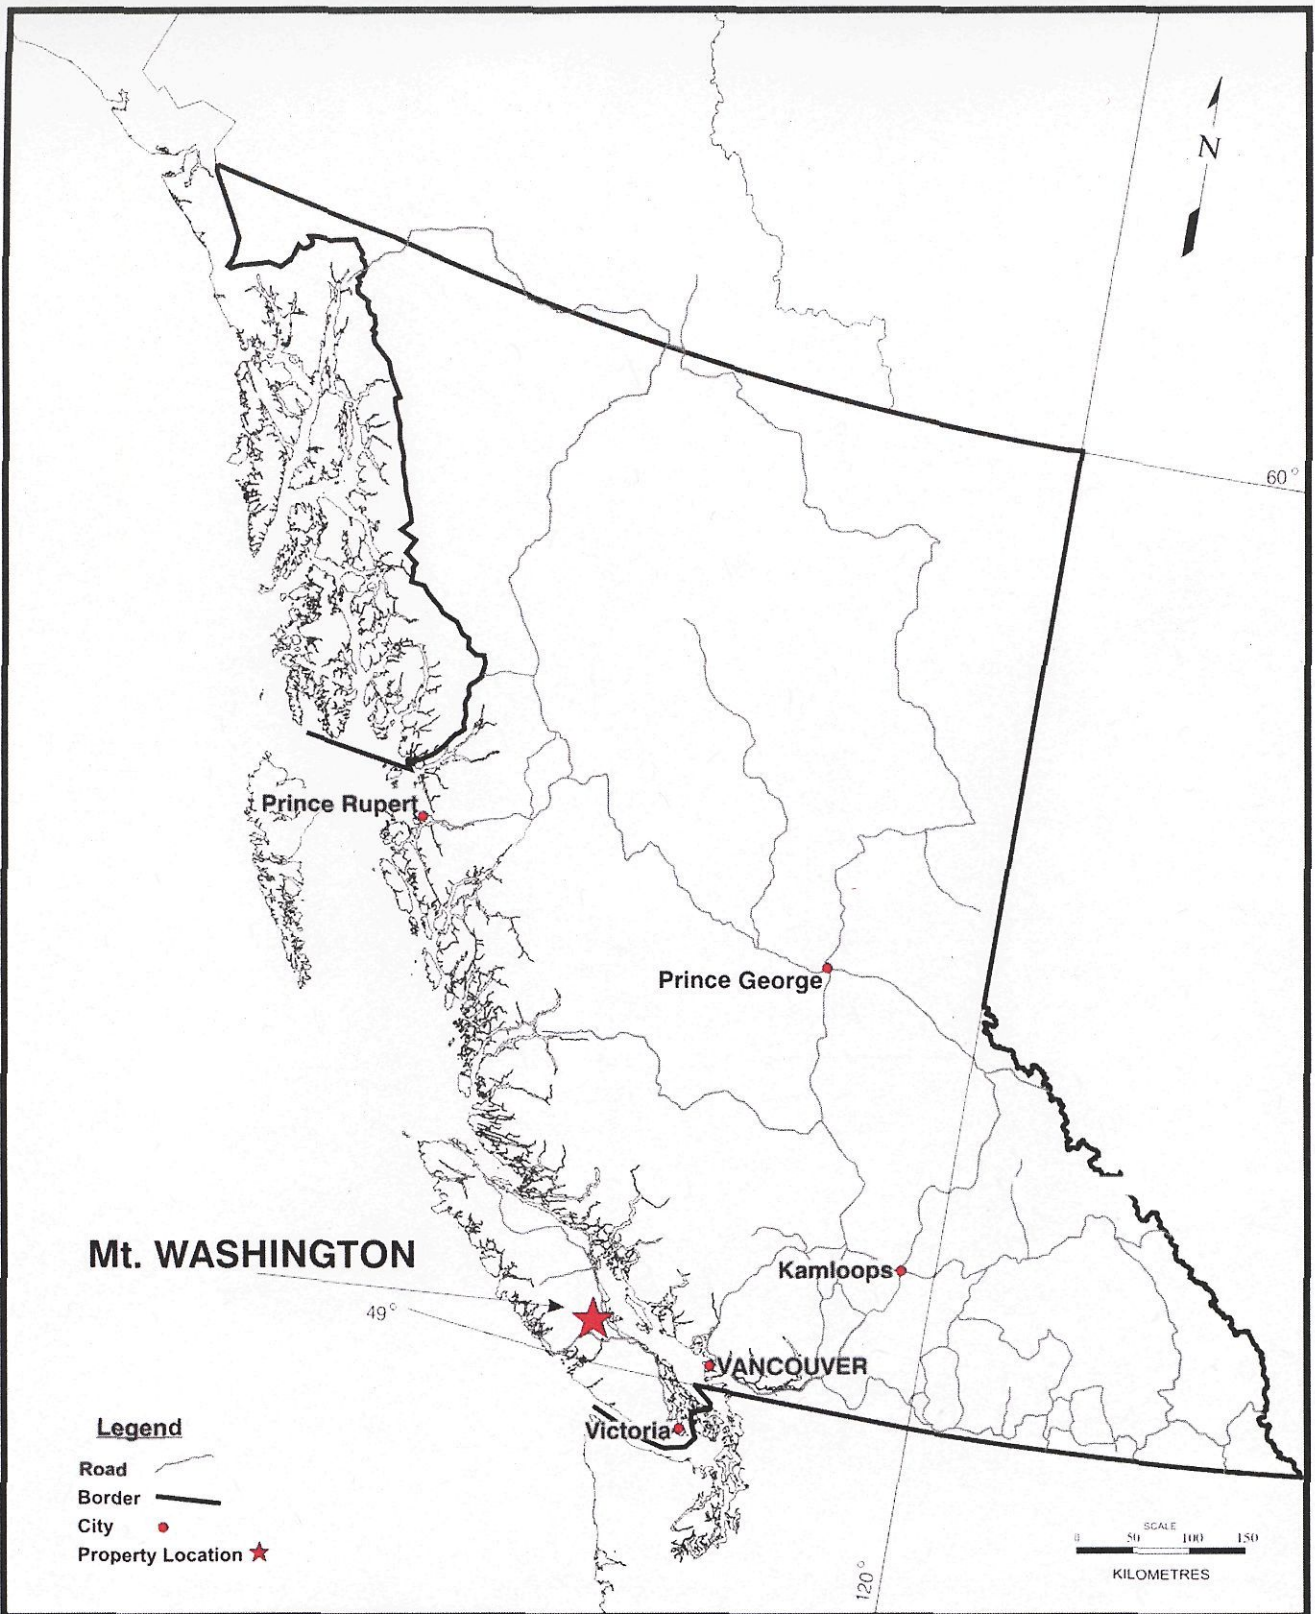 N
60°
Prince Rupert
Prince George
Mt. WASHINGTON
Kamloops
49°
VANCOUVER
Victoria
Legend
Road
Border
City
Property Location
SCALE
0 50 100 150
KILOMETRES
120°